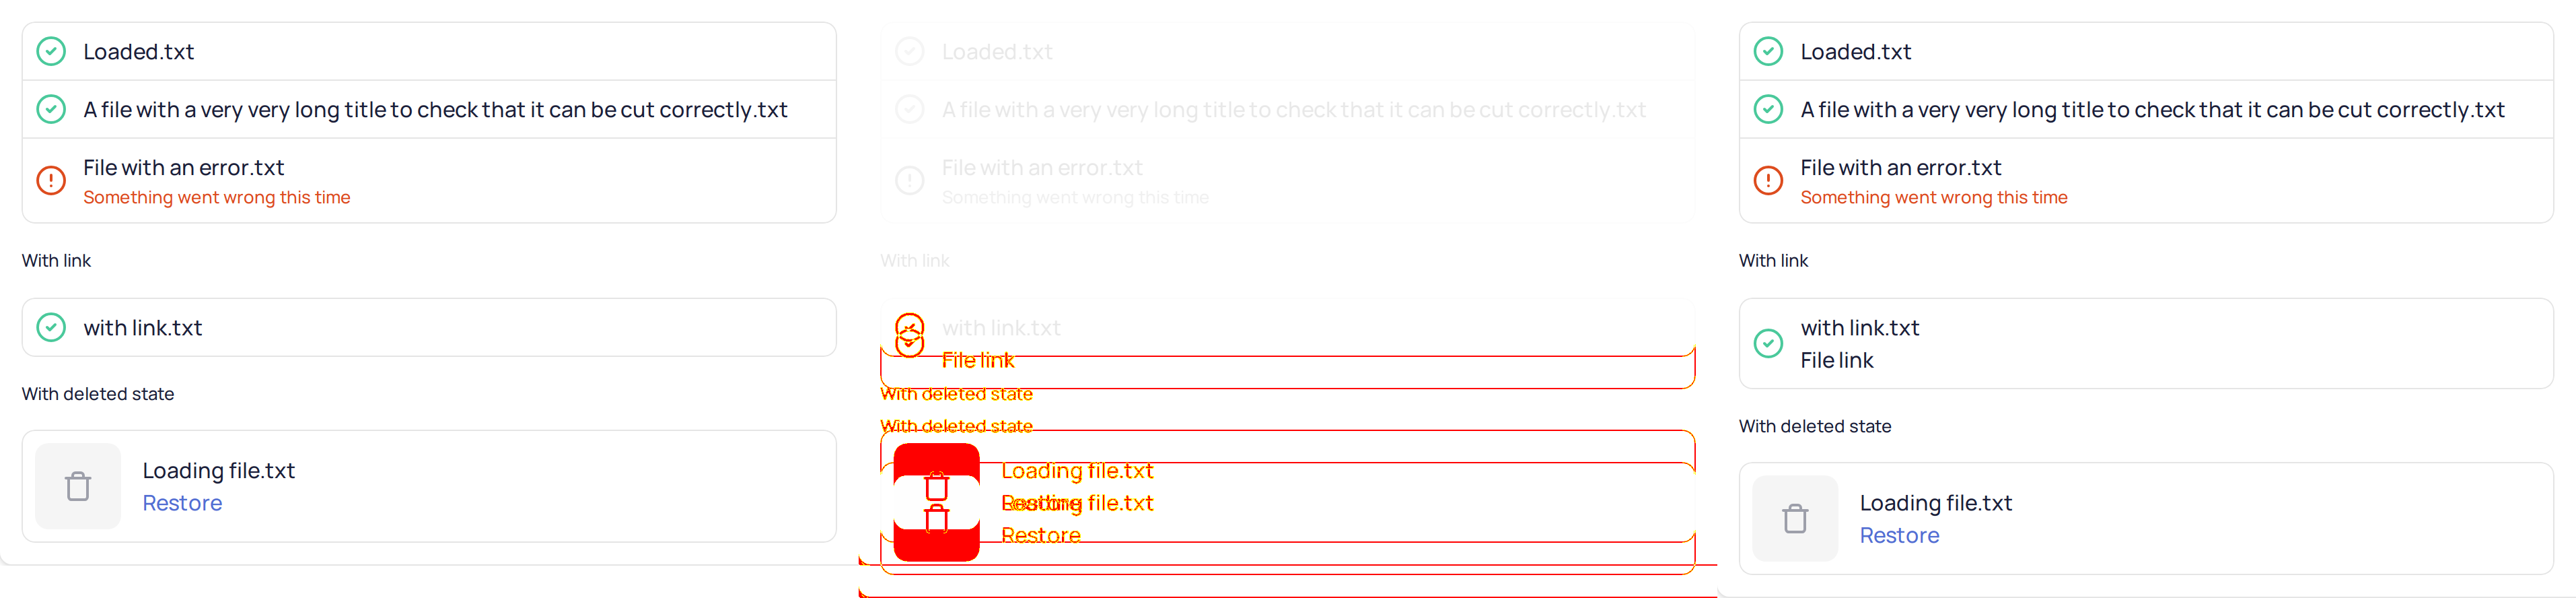 Loaded.txt
A file with a very very long title to check that it can be cut correctly.txt
File with an error.txt
Something went wrong this time
With link
with link.txt
With deleted state
Loading file.txt
Restore
Loaded.txt
A file with a very very long title to check that it can be cut correctly.txt
File with an error.txt
Something went wrong this time
With link
with link.txt
File link
With deleted state
With deleted state
Loading file.txt
Loading file.txt
Restore
Loaded.txt
A file with a very very long title to check that it can be cut correctly.txt
File with an error.txt
Something went wrong this time
With link
with link.txt
File link
With deleted state
Loading file.txt
Restore